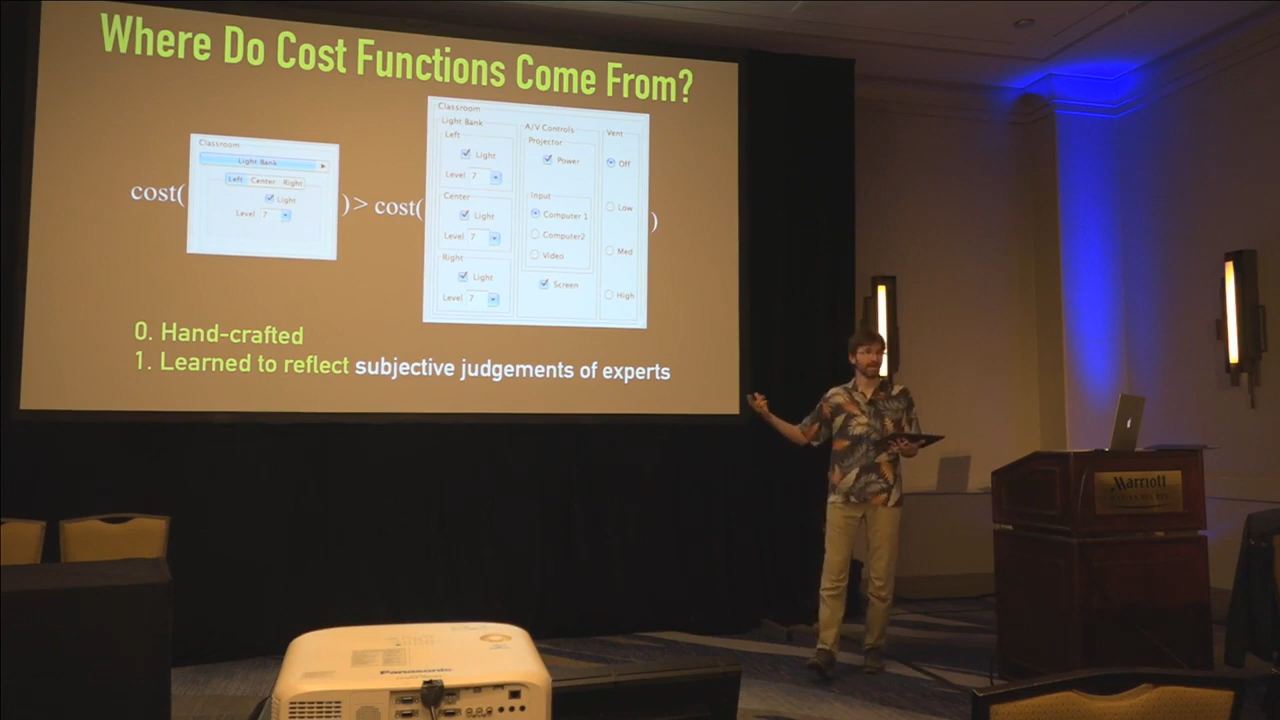 Where Do Cost Functions Come From?
cost(
Classroom
Light Bank
Left Center Right
Light
Level 7
) > cost(
Classroom
Light Bank
Left
Light
Level 7
Center
Light
Level 7
Right
Light
Level 7
A/V Controls
Projector
Power
Input
Computer 1
Computer2
Video
Screen
Vent
Off
Low
Med
High
)
0. Hand-crafted
1. Learned to reflect subjective judgements of experts
Marriott
Panasonic